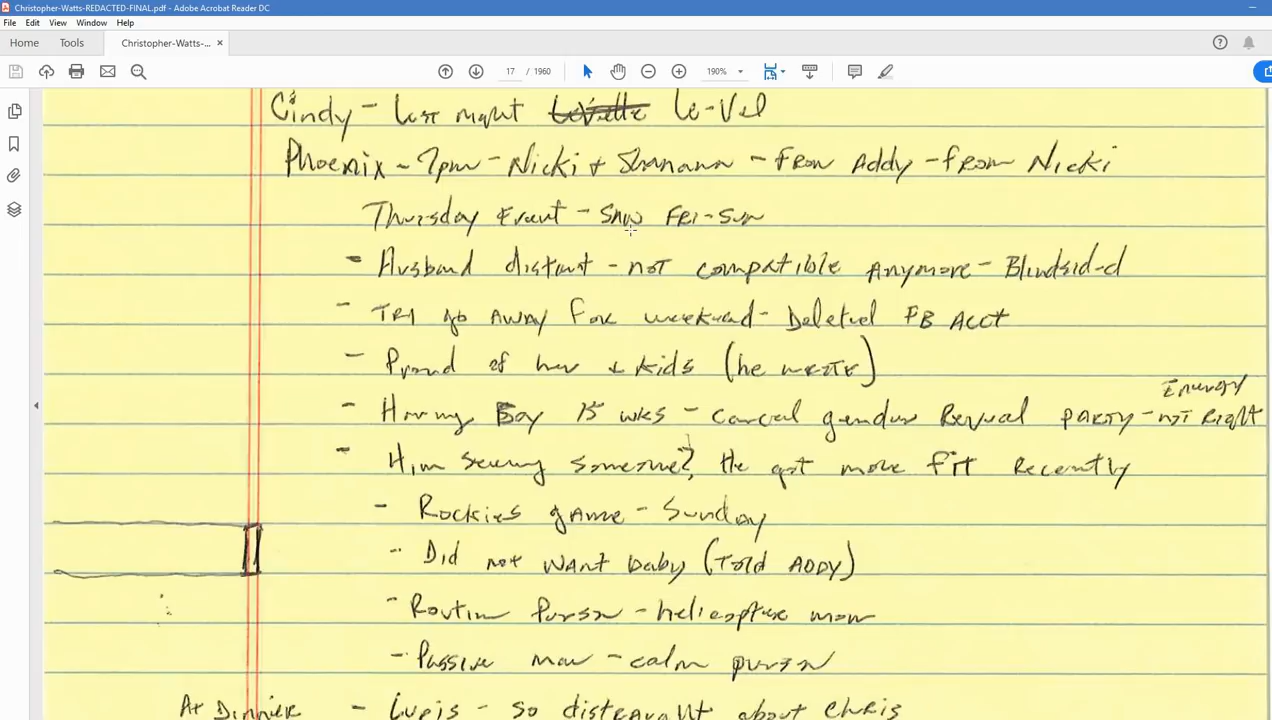 Christopher-Watts-REDACTED-FINAL.pdf - Adobe Acrobat Reader DC
File Edit View Window Help
Home Tools Christopher-Watts-... ×
17 / 1960 190%
Cindy - last night Levelle Le-Vel
Phoenix - 7pm - Nicki + Shanann - From Addy - from Nicki
Thursday Event - Saw FRI-Sun
- Husband distant - not compatible Anymore - Blindsided
- TRY go AWAY for weekend - Deleted FB Acct
- Proud of her + kids (he wrote)
Energy
- Having Boy 15 wks - cancel gender Reveal party - not Right
- Him seeing someone? He got more fit Recently
- Rockies game - Sunday
- Did not want baby (Told ADDY)
- Routine Person - helicopter mom
- Passive man - calm person
At Dinner - Lupis - so distraught about Chris